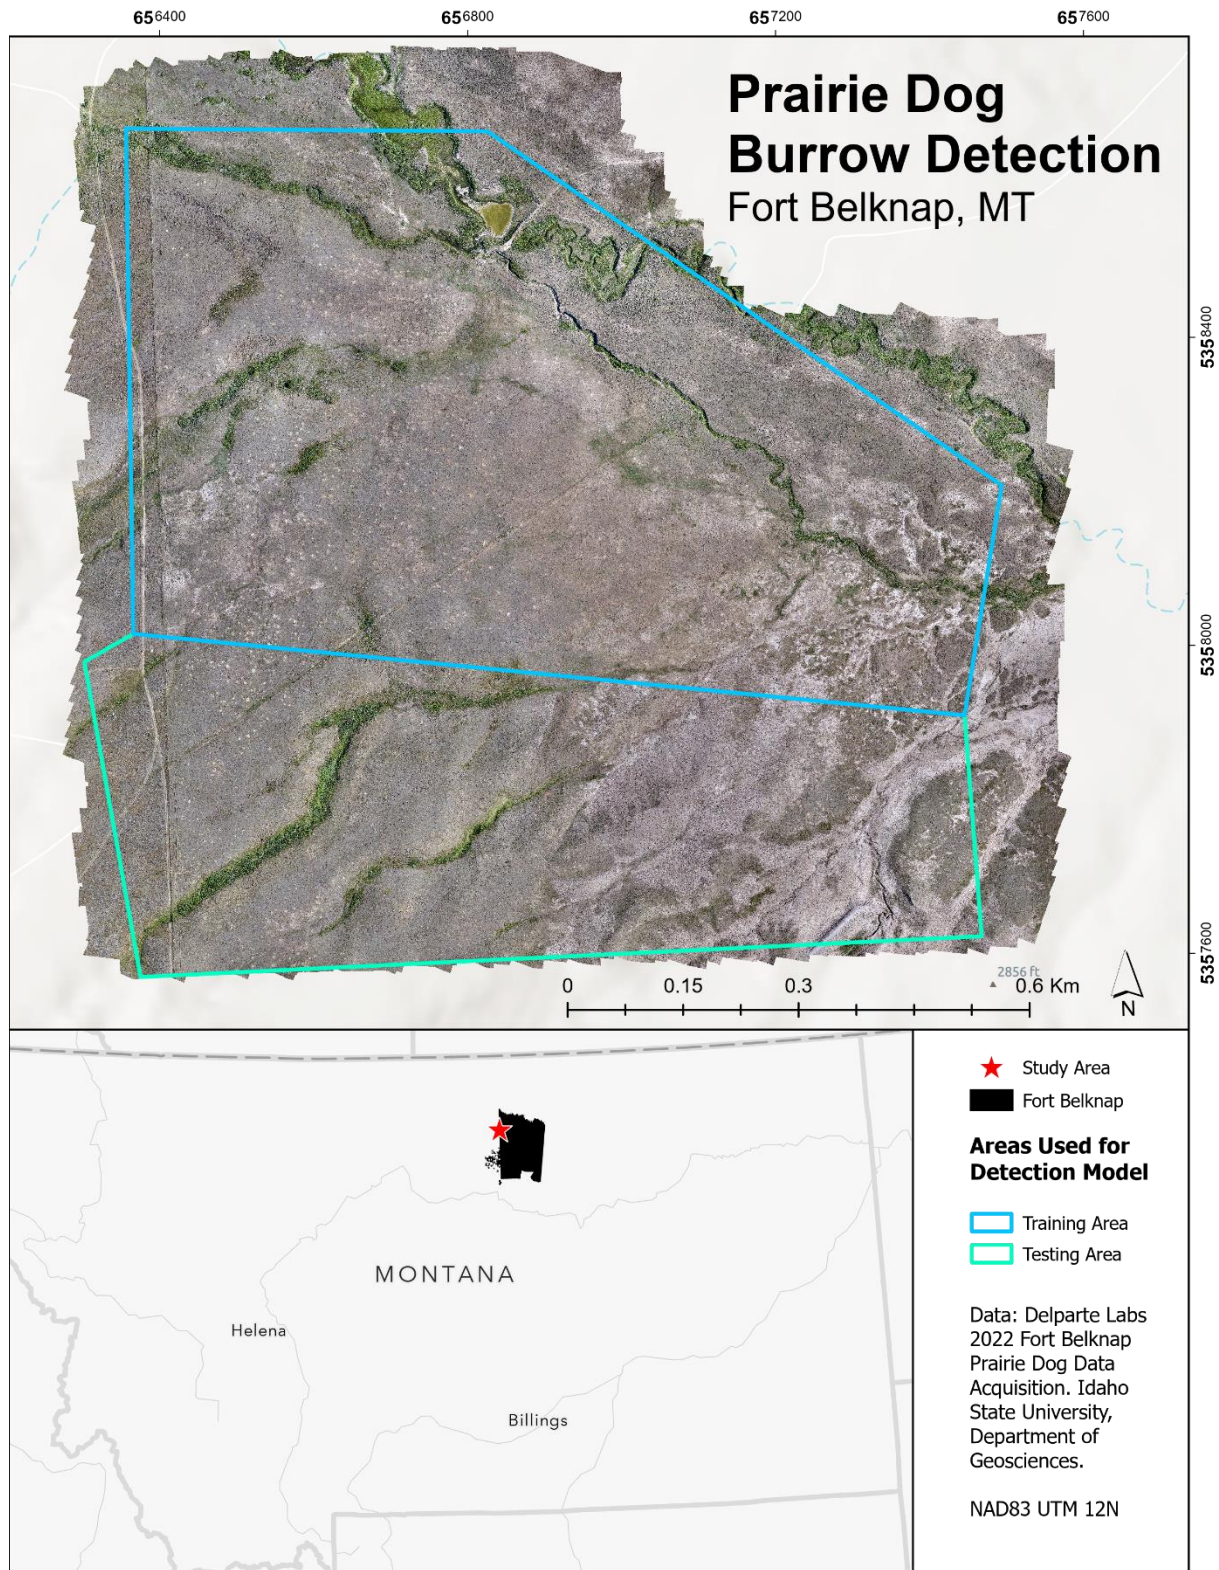 656400
656800
657200
657600
Prairie Dog
Burrow Detection
Fort Belknap, MT
5358400
5358000
5357600
2856 ft
0 0.15 0.3 0.6 Km
N
MONTANA
Helena
Billings
Study Area
Fort Belknap
Areas Used for
Detection Model
Training Area
Testing Area
Data: Delparte Labs
2022 Fort Belknap
Prairie Dog Data
Acquisition. Idaho
State University,
Department of
Geosciences.
NAD83 UTM 12N